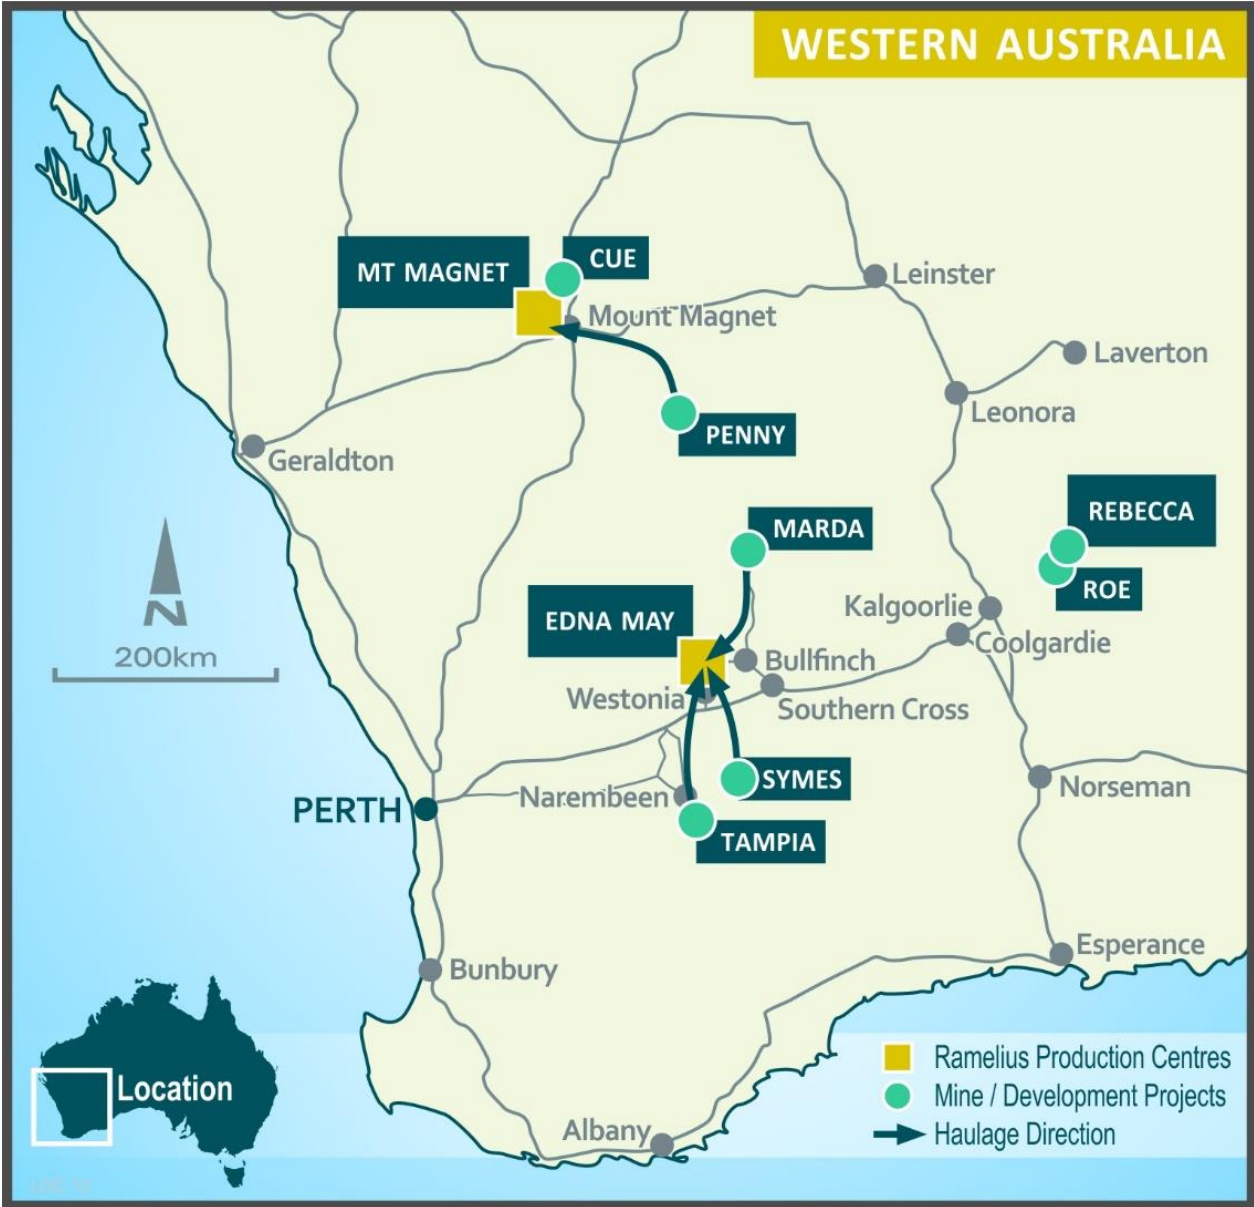 WESTERN AUSTRALIA
MT MAGNET
CUE
Leinster
Mount Magnet
Laverton
Leonora
PENNY
Geraldton
REBECCA
MARDA
ROE
EDNA MAY
Kalgoorlie
Coolgardie
N
200km
Bullfinch
Westonia
Southern Cross
SYMES
Norseman
Narembeen
PERTH
TAMPIA
Esperance
Bunbury
Ramelius Production Centres
Location
Mine / Development Projects
Haulage Direction
Albany